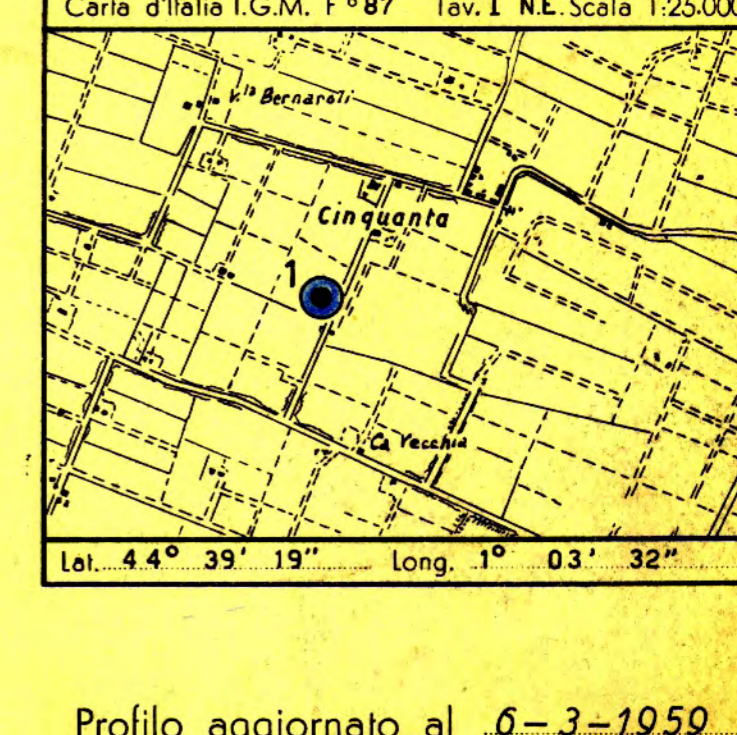 Carta d'Italia I.G.M. F° 87 Tav. I N.E. Scala 1:25.000
V.la Bernaroli
Cinquanta
1
Ca Vecchia
Lat. 44° 39' 19" Long. 1° 03' 32"
Profilo aggiornato al 6-3-1959